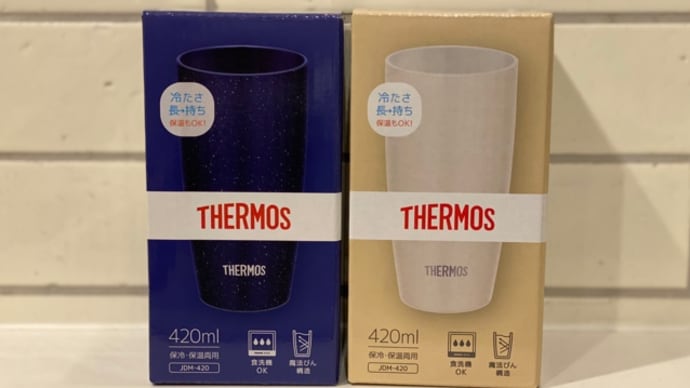 冷たさ
長→持ち
保温もOK!
THERMOS
THERMOS
420ml
保冷・保温両用
JDM-420
食洗機
OK
魔法びん
構造
冷たさ
長→持ち
保温もOK!
THERMOS
THERMOS
420ml
保冷・保温両用
JDM-420
食洗機
OK
魔法びん
構造